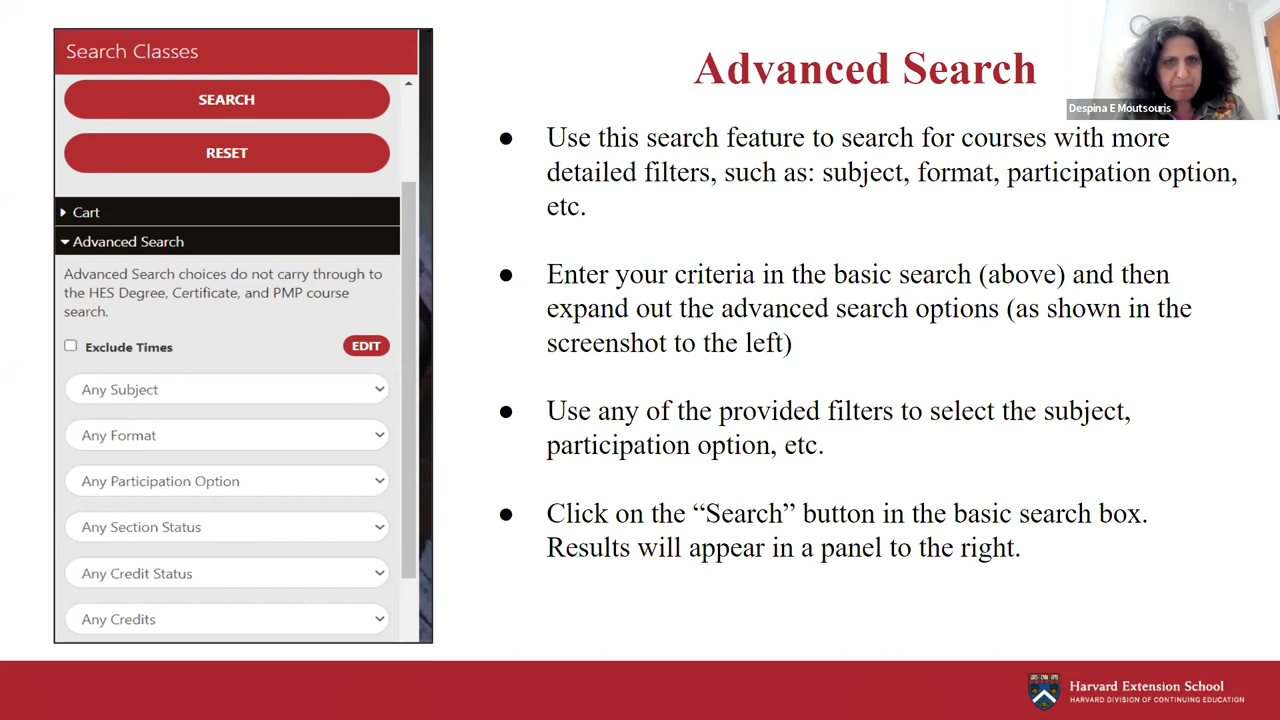 Search Classes
SEARCH
RESET
Cart
Advanced Search
Advanced Search choices do not carry through to
the HES Degree, Certificate, and PMP course
search.
Exclude Times
EDIT
Any Subject
Any Format
Any Participation Option
Any Section Status
Any Credit Status
Any Credits
Advanced Search
Despina E Moutsouris
● Use this search feature to search for courses with more
detailed filters, such as: subject, format, participation option,
etc.
● Enter your criteria in the basic search (above) and then
expand out the advanced search options (as shown in the
screenshot to the left)
● Use any of the provided filters to select the subject,
participation option, etc.
● Click on the “Search” button in the basic search box.
Results will appear in a panel to the right.
Harvard Extension School
HARVARD DIVISION OF CONTINUING EDUCATION